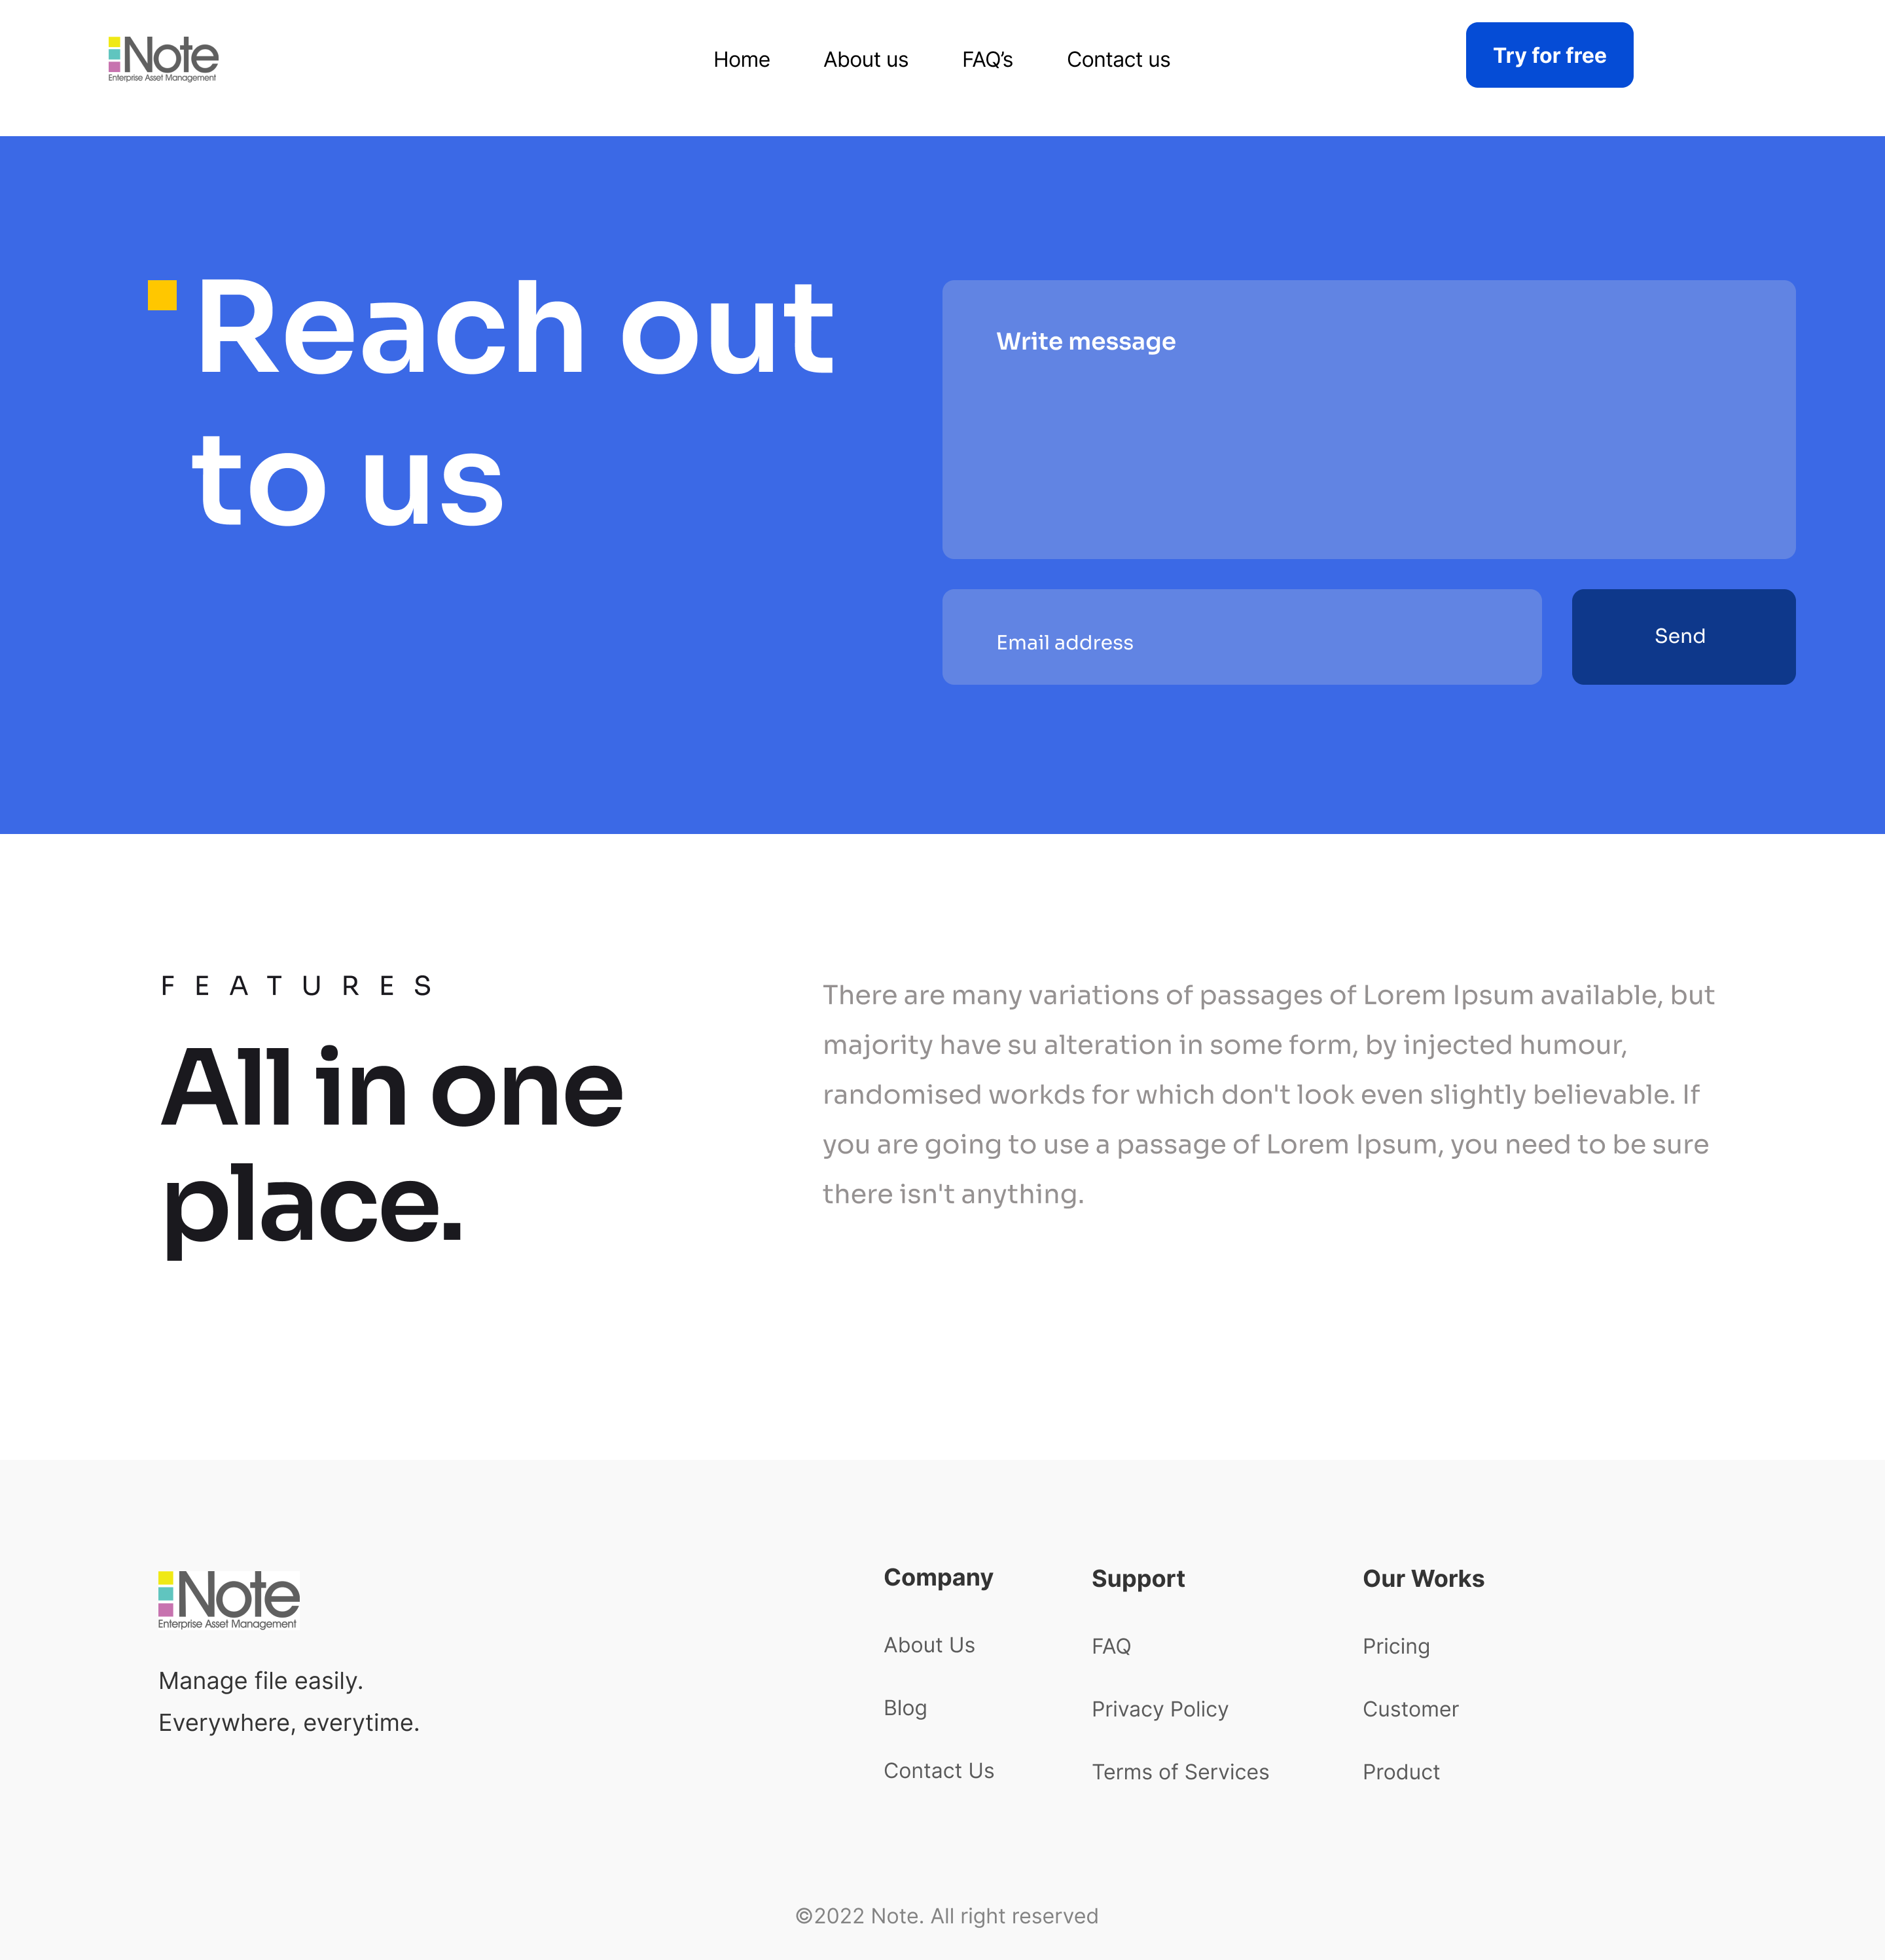 Note
Enterprise Asset Management
Home About us FAQ’s Contact us
Try for free
Reach out
to us
Write message
Email address
Send
FEATURES
All in one
place.
There are many variations of passages of Lorem Ipsum available, but
majority have su alteration in some form, by injected humour,
randomised workds for which don't look even slightly believable. If
you are going to use a passage of Lorem Ipsum, you need to be sure
there isn't anything.
Note
Enterprise Asset Management
Manage file easily.
Everywhere, everytime.
Company
About Us
Blog
Contact Us
Support
FAQ
Privacy Policy
Terms of Services
Our Works
Pricing
Customer
Product
©2022 Note. All right reserved